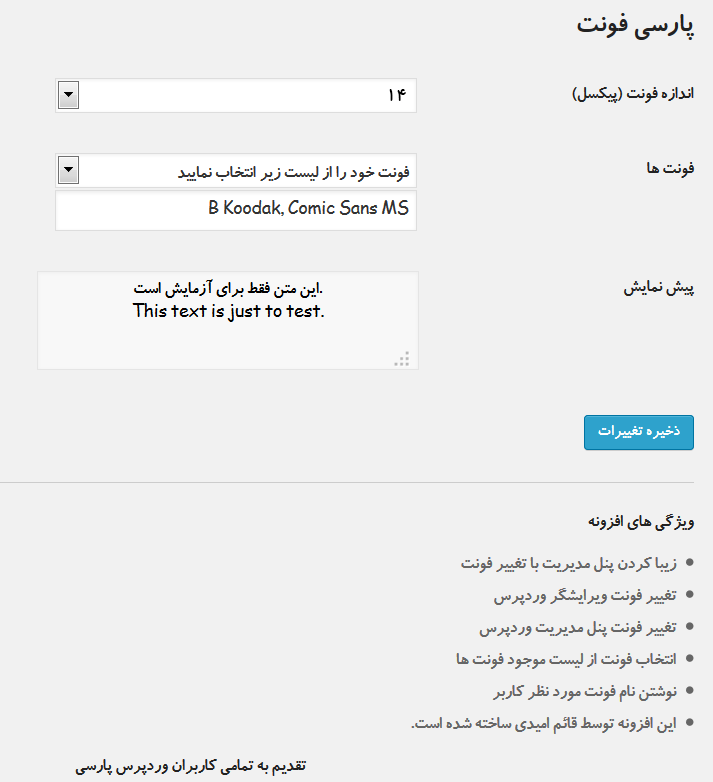 پارسی فونت
اندازه فونت (پیکسل)
۱۴
فونت ها
فونت خود را از لیست زیر انتخاب نمایید
B Koodak, Comic Sans MS
پیش نمایش
.این متن فقط برای آزمایش است
This text is just to test.
ذخیره تغییرات
ویژگی های افزونه
• زیبا کردن پنل مدیریت با تغییر فونت
• تغییر فونت ویرایشگر وردپرس
• تغییر فونت پنل مدیریت وردپرس
• انتخاب فونت از لیست موجود فونت ها
• نوشتن نام فونت مورد نظر کاربر
• این افزونه توسط قائم امیدی ساخته شده است.
تقدیم به تمامی کاربران وردپرس پارسی